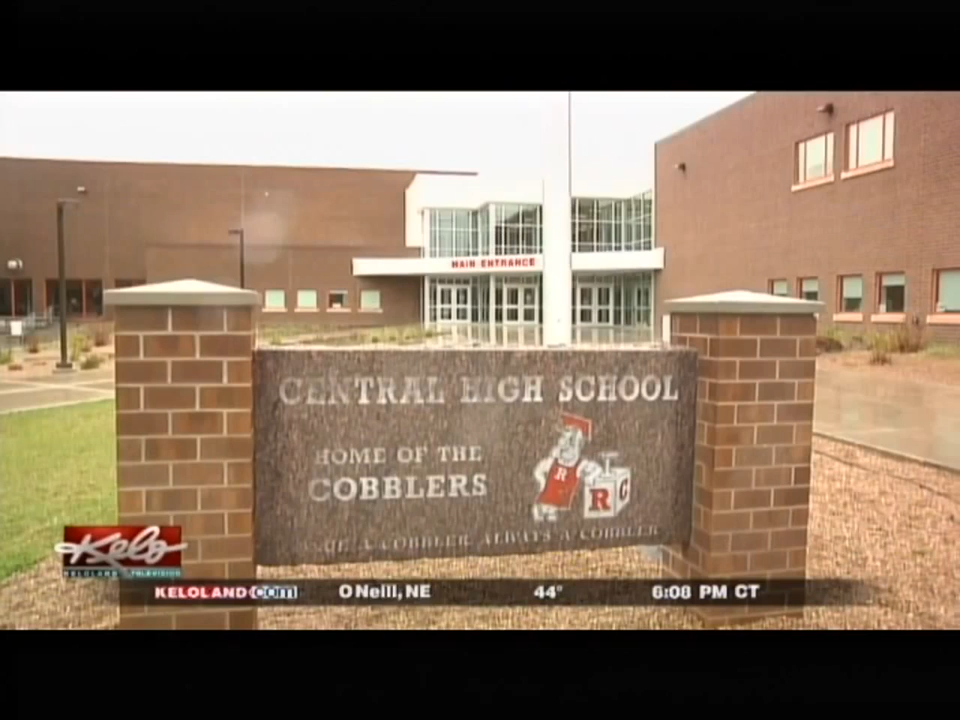 MAIN ENTRANCE
CENTRAL HIGH SCHOOL
HOME OF THE
COBBLERS
R
R C
A COBBLER ALWAYS A COBBLER
Kelo
KELOLAND TELEVISION
KELOLAND.com O'Neill, NE 44° 6:08 PM CT